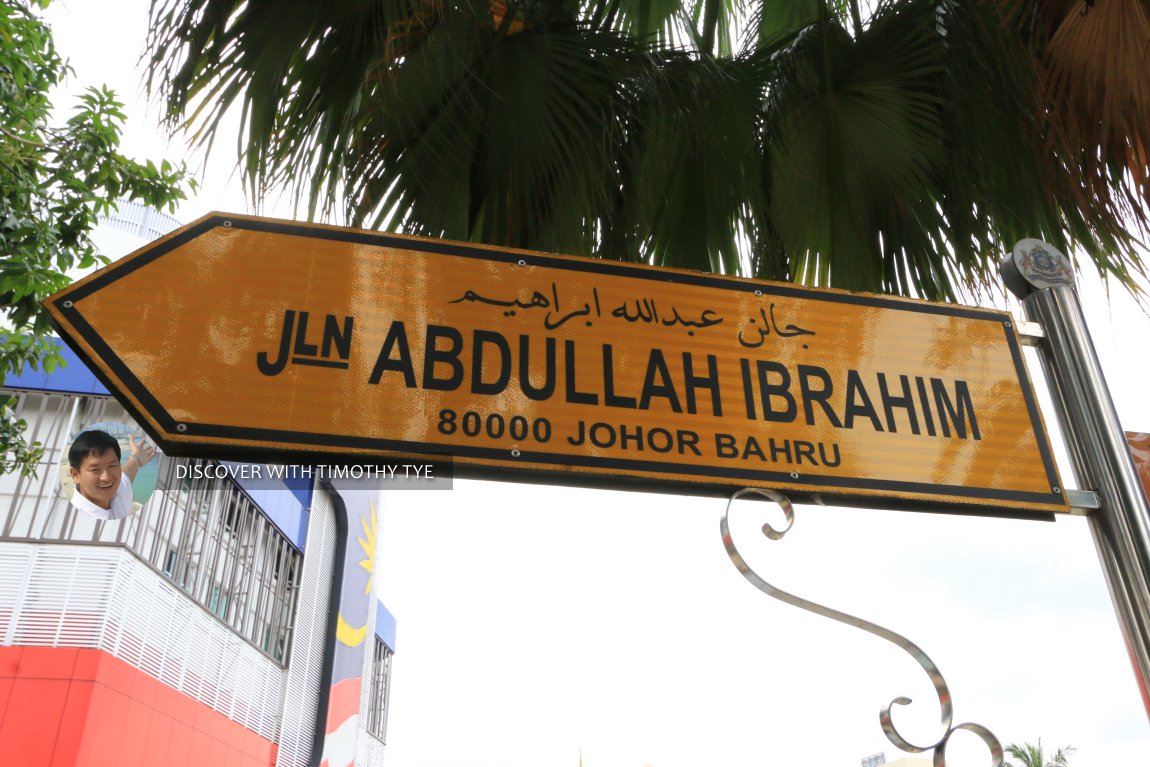 جالن عبدالله ابراهيم
JLN ABDULLAH IBRAHIM
80000 JOHOR BAHRU
DISCOVER WITH TIMOTHY TYE